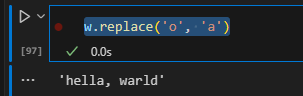 w.replace('o', 'a')
[97]
0.0s
'hella, warld'